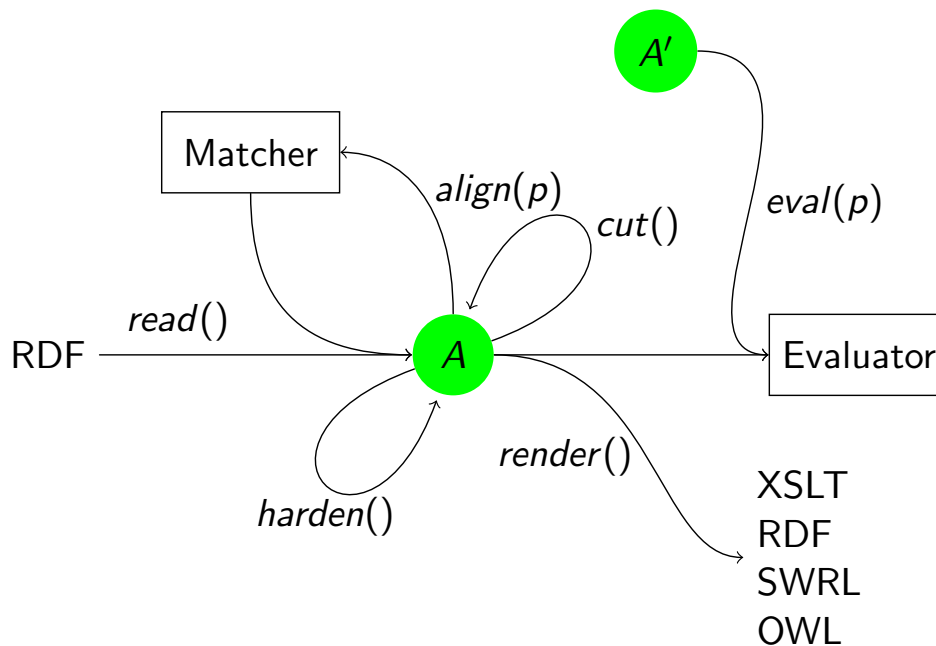 A′
Matcher
align(p)
cut()
eval(p)
read()
RDF
A
Evaluator
render()
harden()
XSLT
RDF
SWRL
OWL